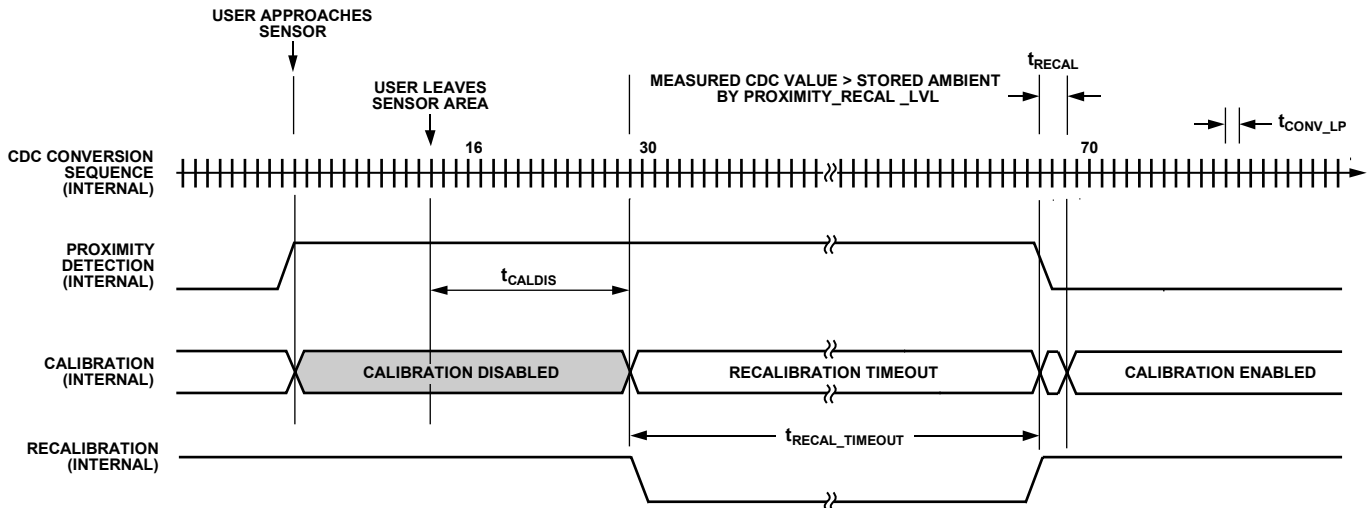 USER APPROACHES
SENSOR
USER LEAVES
SENSOR AREA
MEASURED CDC VALUE > STORED AMBIENT
BY PROXIMITY_RECAL _LVL
tRECAL
tCONV_LP
CDC CONVERSION
SEQUENCE
(INTERNAL)
16
30
70
PROXIMITY
DETECTION
(INTERNAL)
tCALDIS
CALIBRATION
(INTERNAL)
CALIBRATION DISABLED
RECALIBRATION TIMEOUT
CALIBRATION ENABLED
tRECAL_TIMEOUT
RECALIBRATION
(INTERNAL)